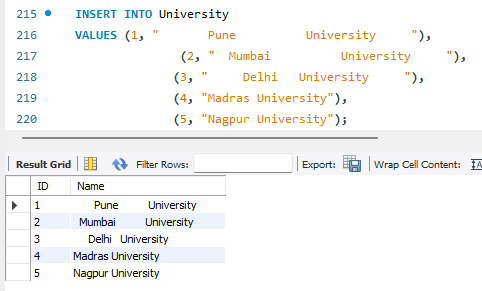 215 INSERT INTO University
216 VALUES (1, "       Pune          University     "),
217 (2, "  Mumbai          University     "),
218 (3, "     Delhi   University     "),
219 (4, "Madras University"),
220 (5, "Nagpur University");
Result Grid Filter Rows: Export: Wrap Cell Content:
ID Name
1 Pune University
2 Mumbai University
3 Delhi University
4 Madras University
5 Nagpur University